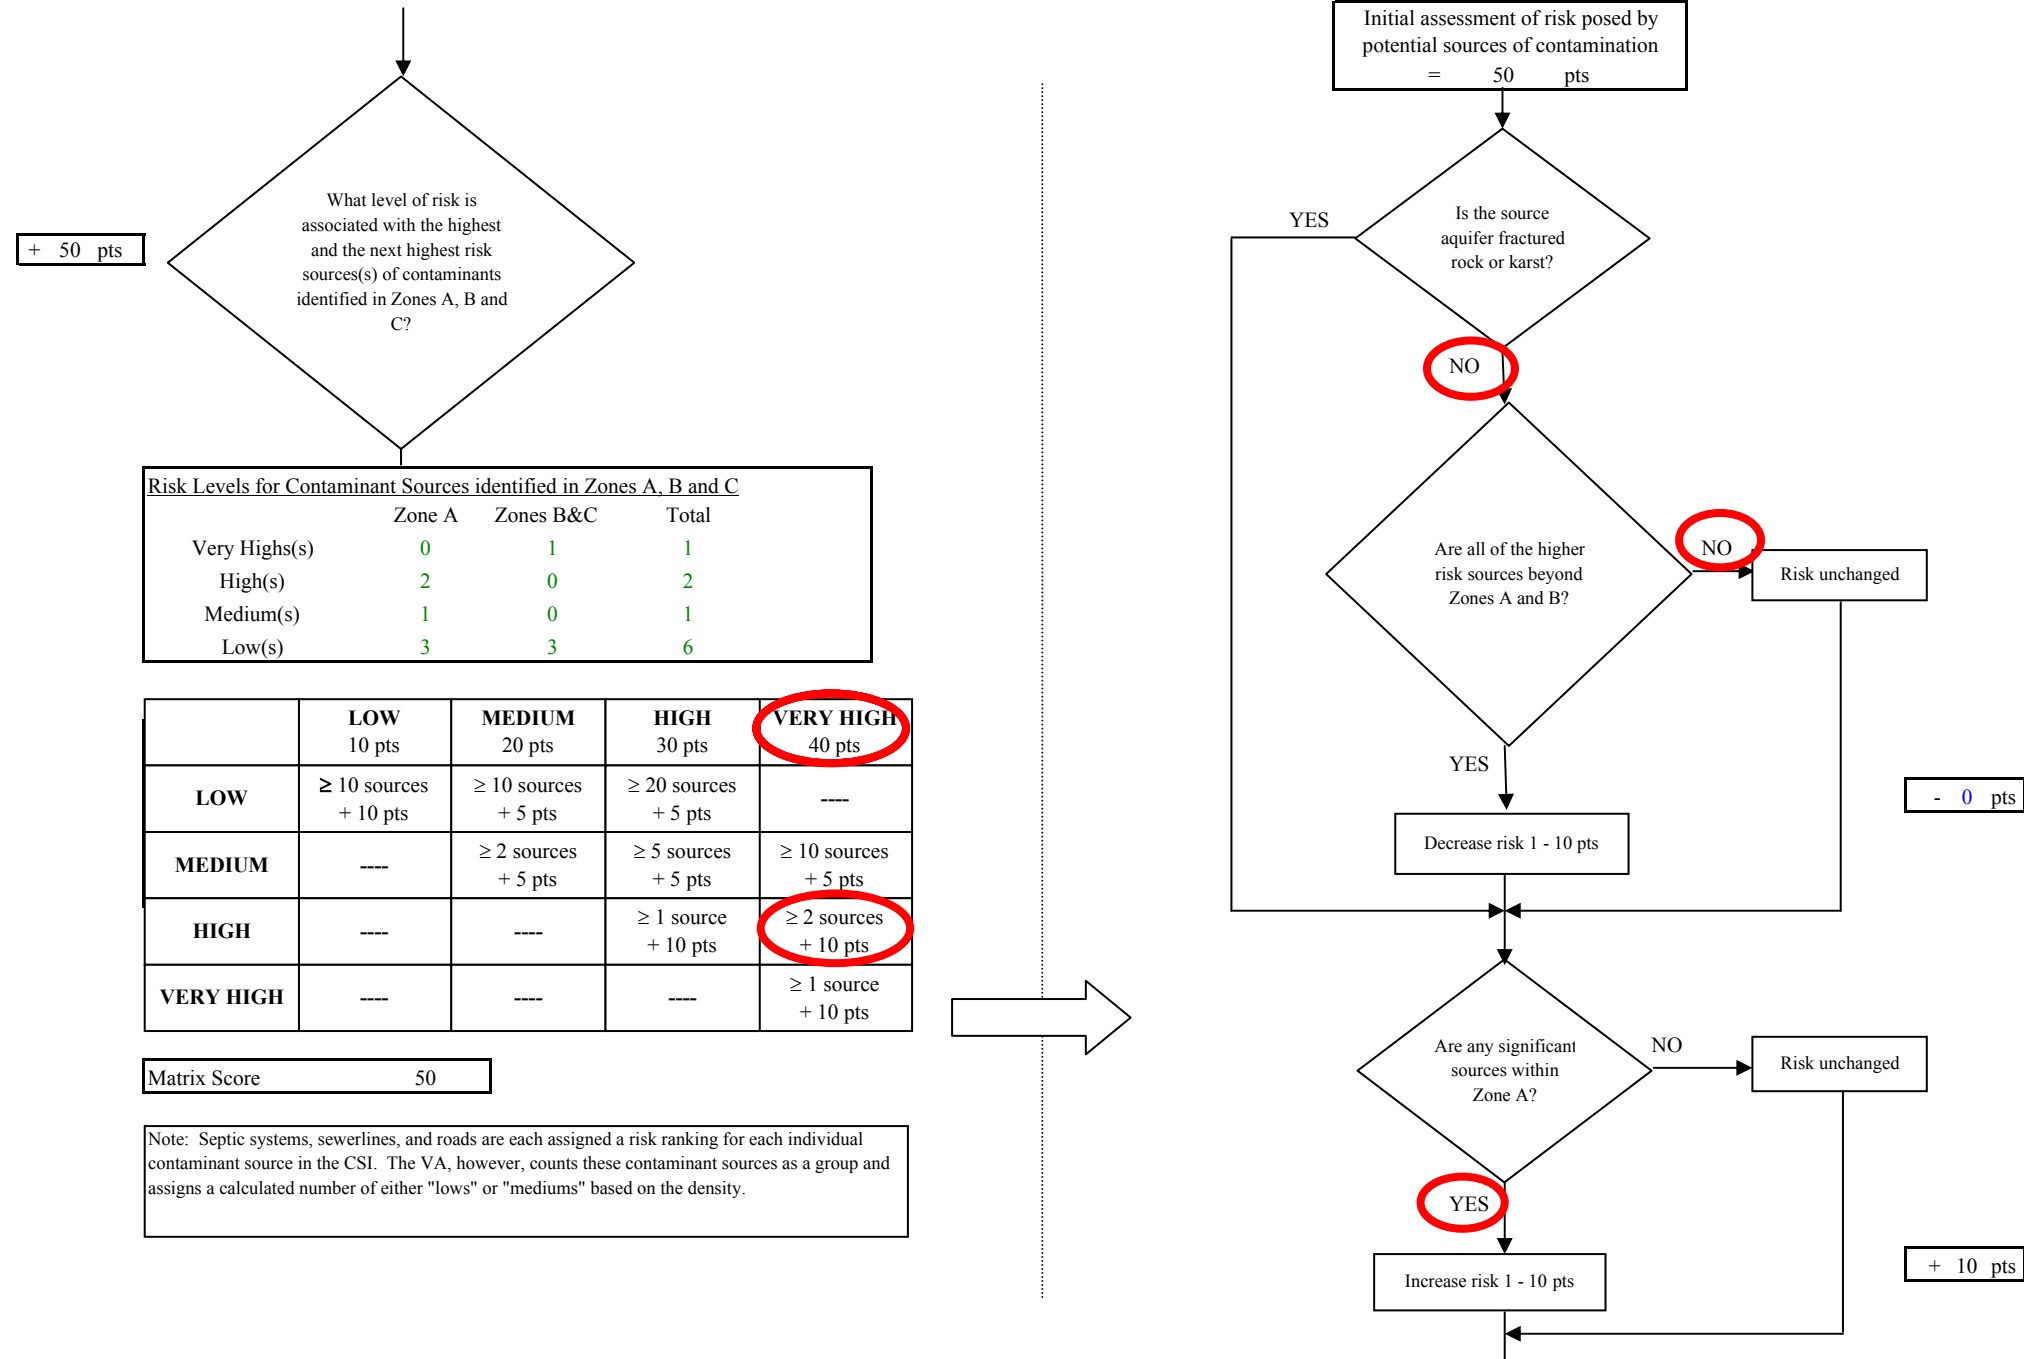 + 50 pts
What level of risk is
associated with the highest
and the next highest risk
sources(s) of contaminants
identified in Zones A, B and
C?
Risk Levels for Contaminant Sources identified in Zones A, B and C
Zone A Zones B&C Total
Very Highs(s) 0 1 1
High(s) 2 0 2
Medium(s) 1 0 1
Low(s) 3 3 6
LOW MEDIUM HIGH VERY HIGH
10 pts 20 pts 30 pts 40 pts
LOW ≥ 10 sources ≥ 10 sources ≥ 20 sources ----
+ 10 pts + 5 pts + 5 pts
MEDIUM ---- ≥ 2 sources ≥ 5 sources ≥ 10 sources
+ 5 pts + 5 pts + 5 pts
HIGH ---- ---- ≥ 1 source ≥ 2 sources
+ 10 pts + 10 pts
VERY HIGH ---- ---- ---- ≥ 1 source
+ 10 pts
Matrix Score 50
Note: Septic systems, sewerlines, and roads are each assigned a risk ranking for each individual
contaminant source in the CSI. The VA, however, counts these contaminant sources as a group and
assigns a calculated number of either "lows" or "mediums" based on the density.
Initial assessment of risk posed by
potential sources of contamination
= 50 pts
YES
Is the source
aquifer fractured
rock or karst?
NO
Are all of the higher
risk sources beyond
Zones A and B?
NO
Risk unchanged
YES
- 0 pts
Decrease risk 1 - 10 pts
Are any significant
sources within
Zone A?
NO
Risk unchanged
YES
+ 10 pts
Increase risk 1 - 10 pts